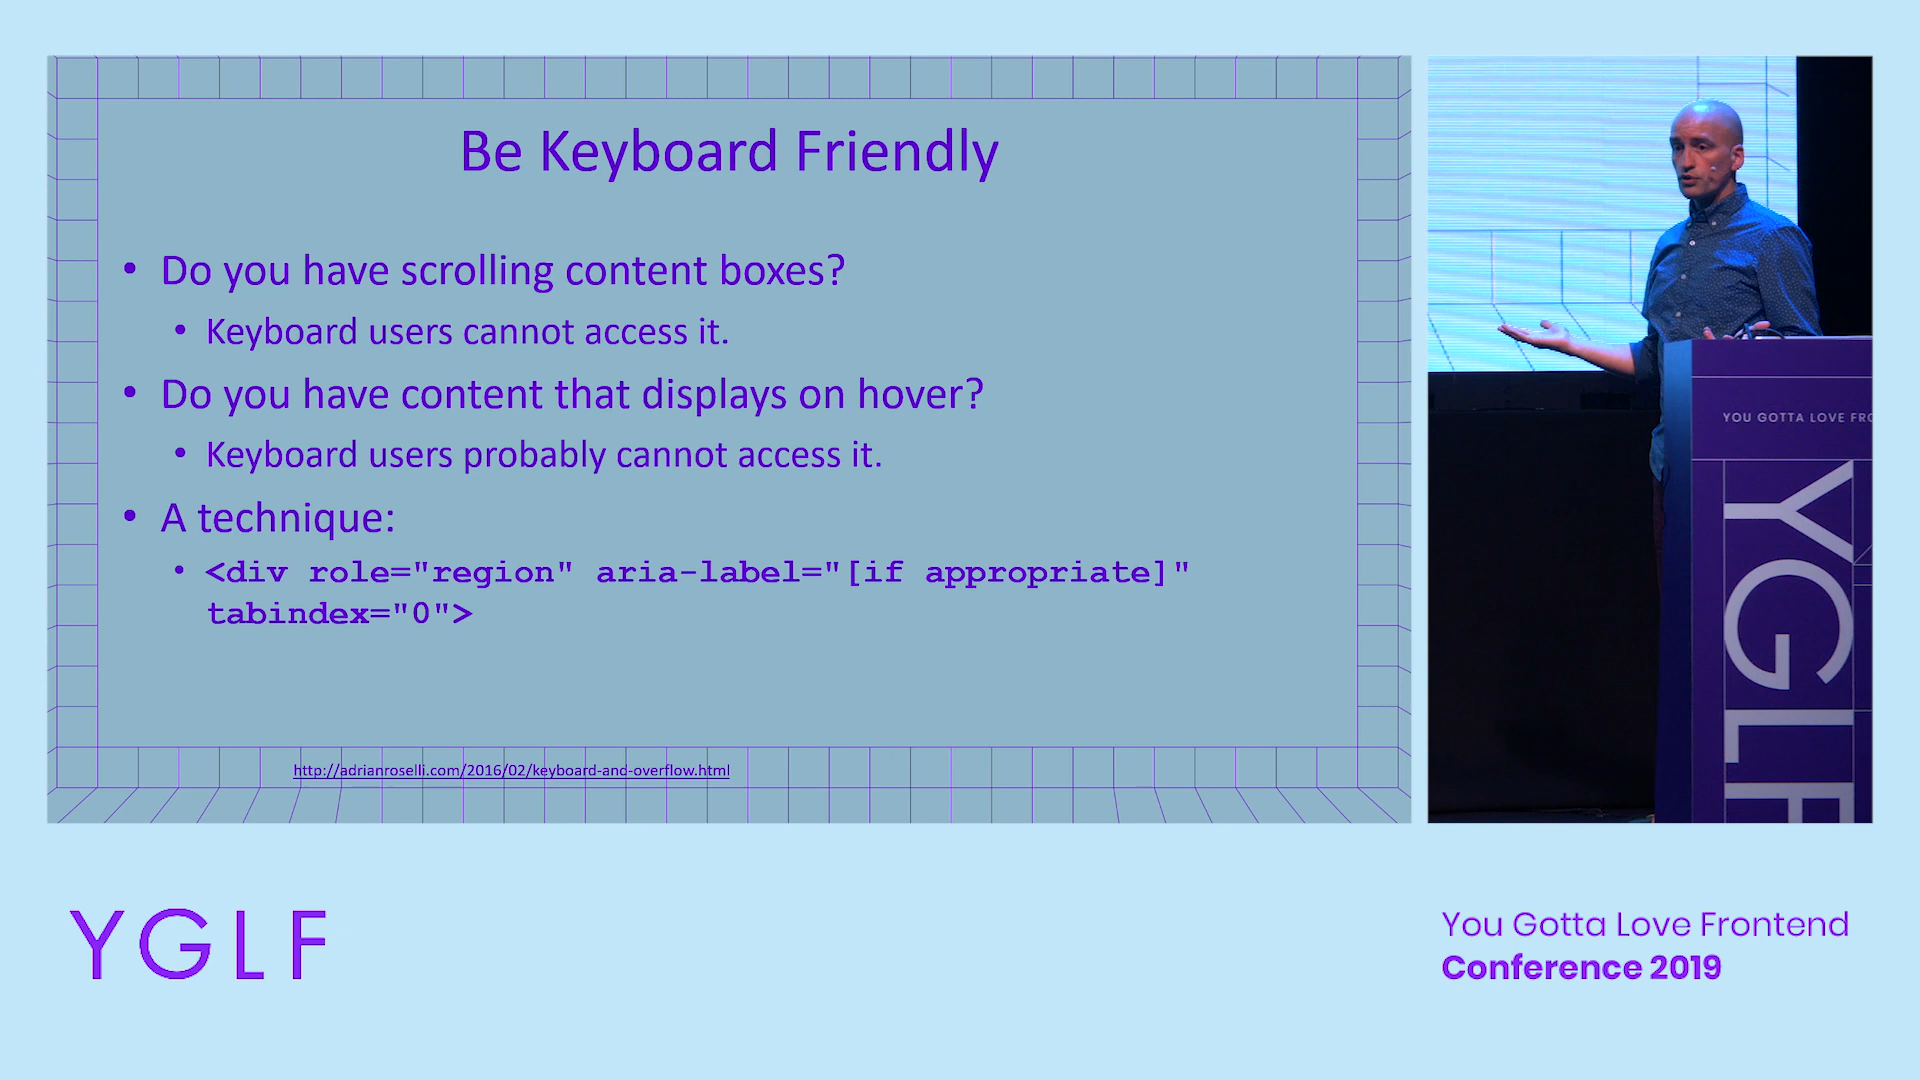 Be Keyboard Friendly
• Do you have scrolling content boxes?
• Keyboard users cannot access it.
• Do you have content that displays on hover?
• Keyboard users probably cannot access it.
• A technique:
• <div role="region" aria-label="[if appropriate]"
tabindex="0">
http://adrianroselli.com/2016/02/keyboard-and-overflow.html
YOU GOTTA LOVE FRO
YGLF
YGLF
You Gotta Love Frontend
Conference 2019